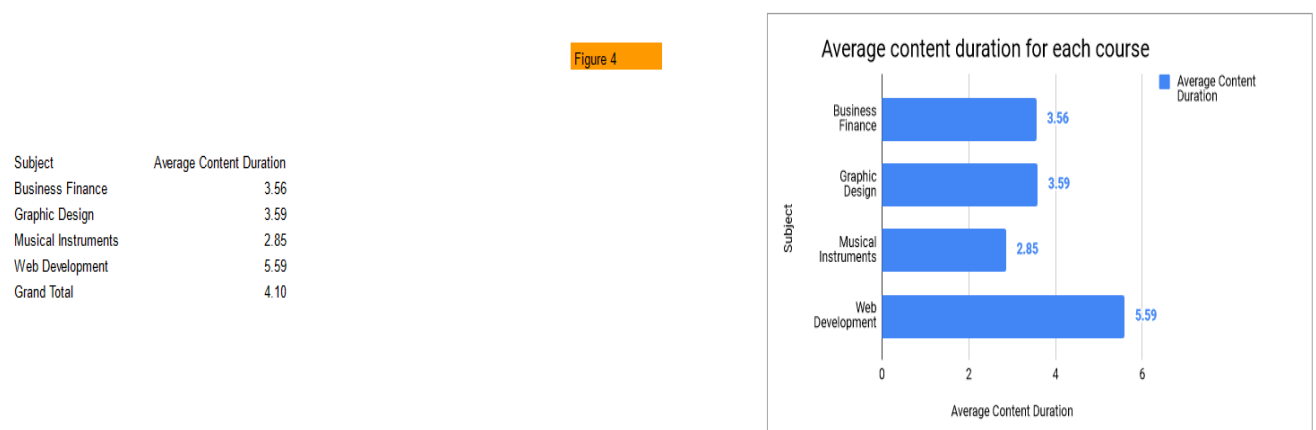 Figure 4
Subject Average Content Duration
Business Finance 3.56
Graphic Design 3.59
Musical Instruments 2.85
Web Development 5.59
Grand Total 4.10
Average content duration for each course
Average Content
Duration
Subject
Business
Finance
3.56
Graphic
Design
3.59
Musical
Instruments
2.85
Web
Development
5.59
0 2 4 6
Average Content Duration